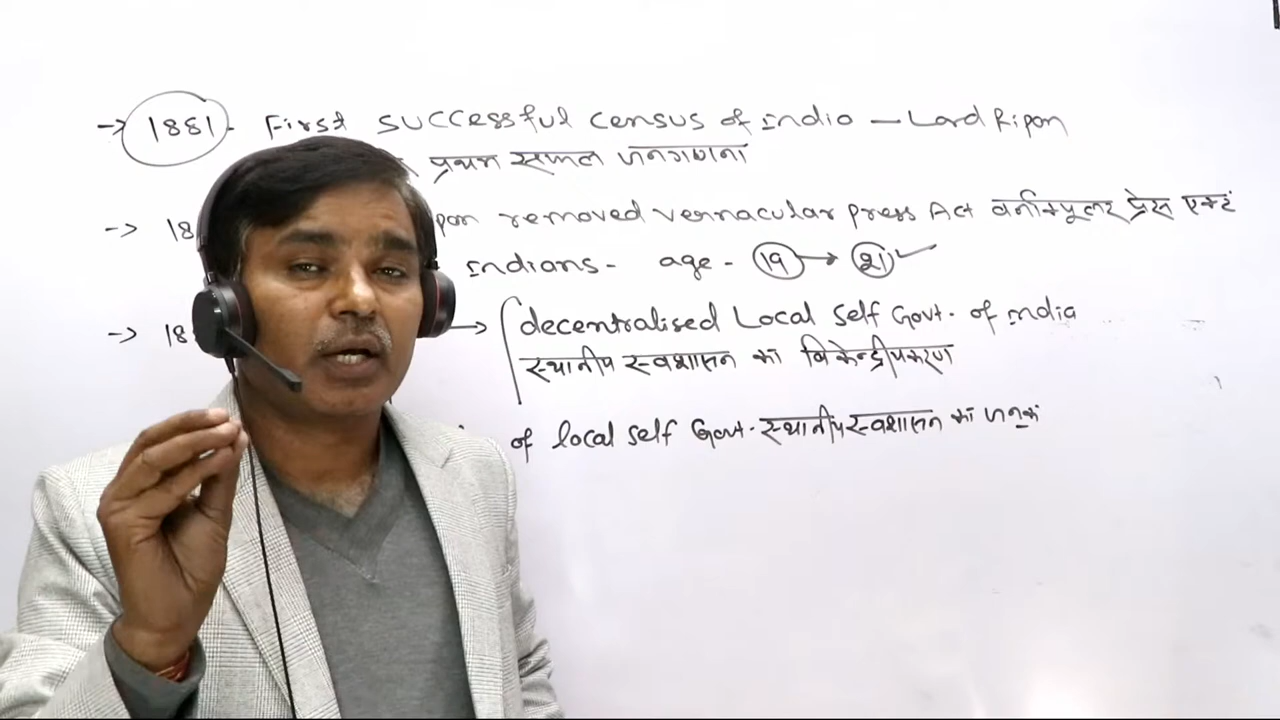 → 1881 - First successful census of India — Lord Ripon
प्रथम सफल जनगणना
→ 18 pon removed vernacular press Act वर्नाक्यूलर प्रेस एक्ट
Indians - age - 19 → 21 ✓
→ 18 → decentralised Local Self Govt. of India
स्थानीय स्वशासन का विकेन्द्रीयकरण
of local self Govt - स्थानीय स्वशासन का जनक